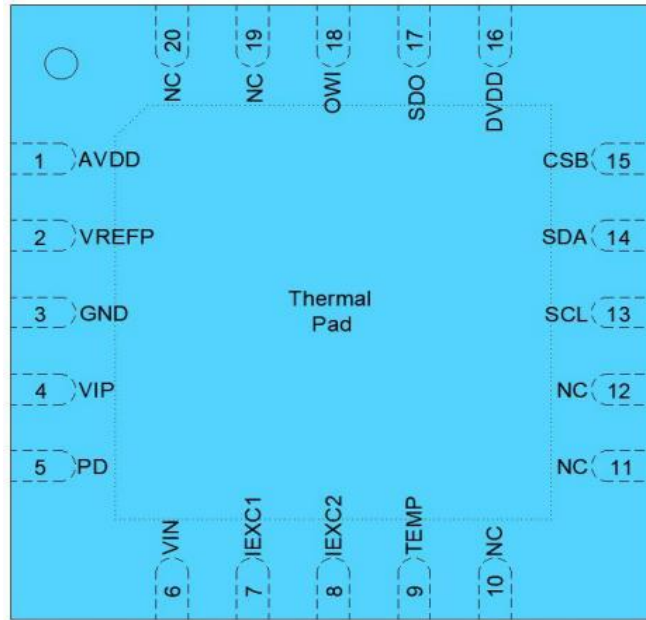 20 19 18 17 16
NC NC OWI SDO DVDD
1 AVDD
CSB 15
2 VREFP
SDA 14
Thermal
Pad
3 GND
SCL 13
4 VIP
NC 12
5 PD
NC 11
VIN IEXC1 IEXC2 TEMP NC
6 7 8 9 10